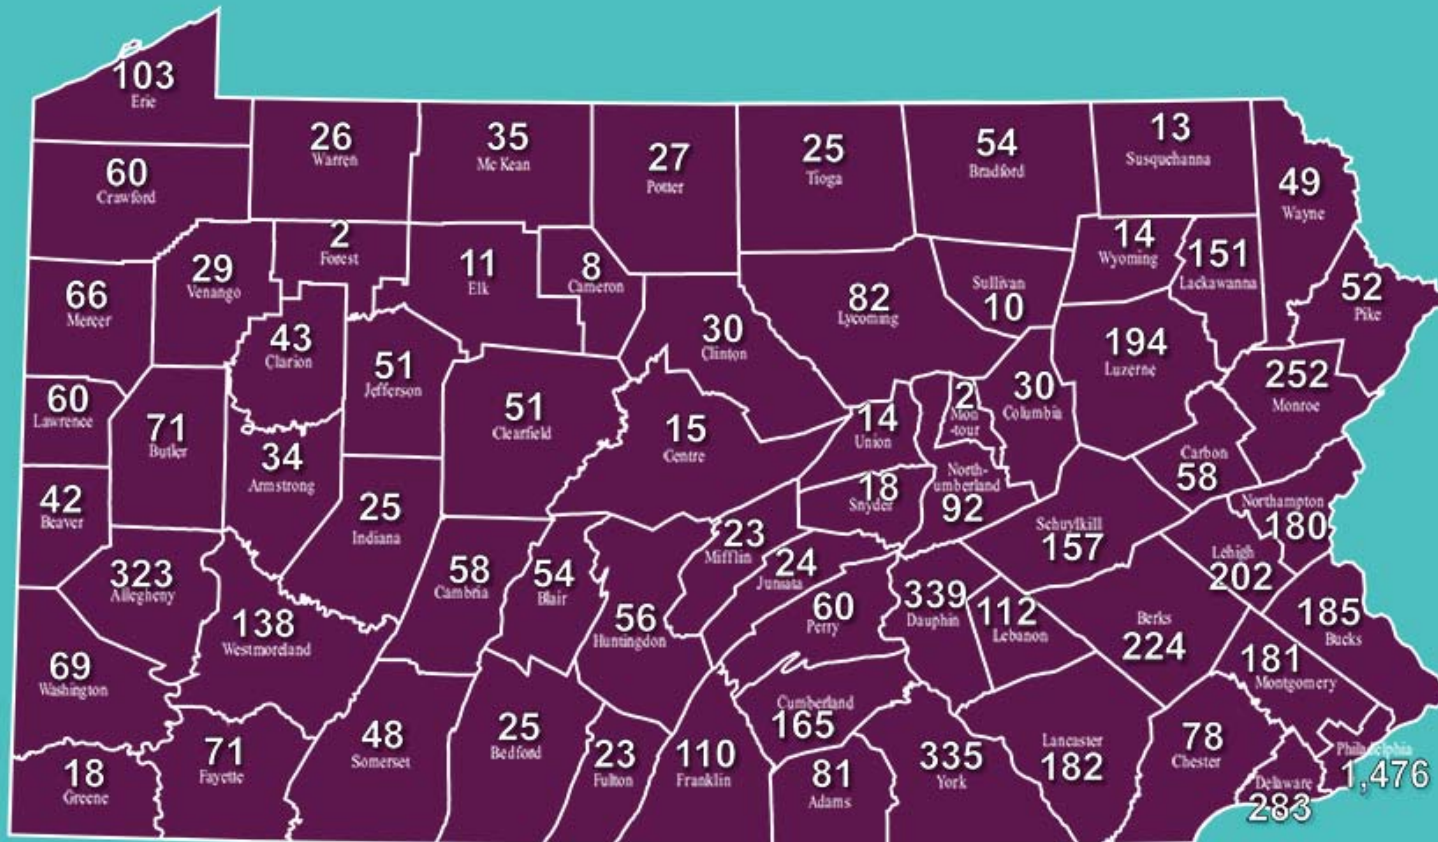 103
Erie
26
Warren
35
Mc Kean
27
Potter
25
Tioga
54
Bradford
13
Susquehanna
49
Wayne
60
Crawford
2
Forest
29
Venango
11
Elk
8
Cameron
14
Wyoming
151
Lackawanna
52
Pike
66
Mercer
43
Clarion
51
Jefferson
30
Clinton
82
Lycoming
Sullivan
10
194
Luzerne
252
Monroe
60
Lawrence
71
Butler
34
Armstrong
51
Clearfield
15
Centre
14
Union
2
Mon
-tour
30
Columbia
Carbon
58
42
Beaver
25
Indiana
18
Snyder
North-
umberland
92
Schuylkill
157
Northampton
180
Lehigh
202
323
Allegheny
58
Cambria
54
Blair
56
Huntingdon
23
Mifflin
24
Juniata
60
Perry
339
Dauphin
112
Lebanon
Berks
224
185
Bucks
138
Westmoreland
69
Washington
Cumberland
165
181
Montgomery
18
Greene
71
Fayette
48
Somerset
25
Bedford
23
Fulton
110
Franklin
81
Adams
335
York
Lancaster
182
78
Chester
Delaware
283
Philadelphia
1,476